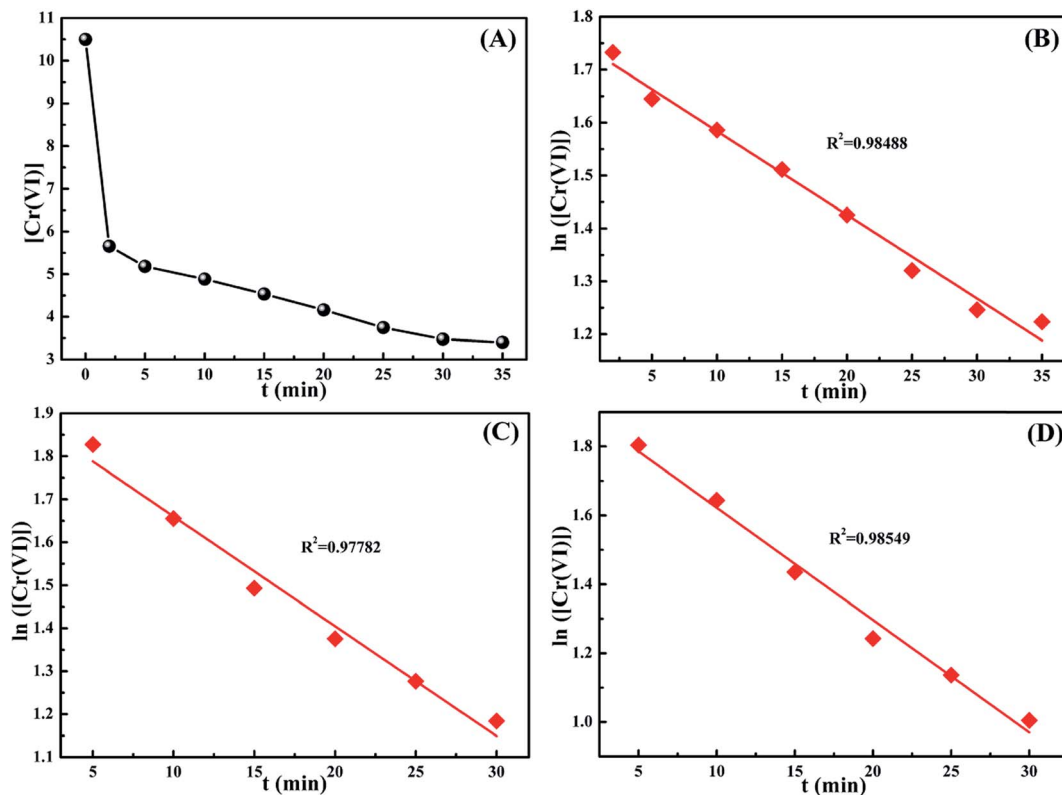 (A)
[Cr(VI)]
11
10
9
8
7
6
5
4
3
0 5 10 15 20 25 30 35
t (min)
(B)
ln ([Cr(VI)])
1.8
1.7
1.6
1.5
1.4
1.3
1.2
R²=0.98488
5 10 15 20 25 30 35
t (min)
(C)
ln ([Cr(VI)])
1.9
1.8
1.7
1.6
1.5
1.4
1.3
1.2
1.1
R²=0.97782
5 10 15 20 25 30
t (min)
(D)
ln ([Cr(VI)])
1.8
1.6
1.4
1.2
1.0
R²=0.98549
5 10 15 20 25 30
t (min)